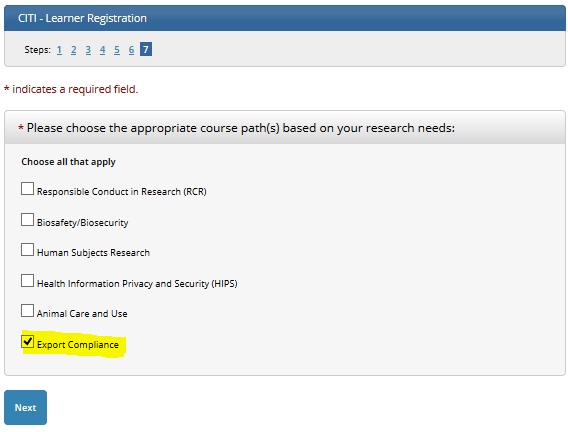 CITI - Learner Registration
Steps: 1 2 3 4 5 6 7
* indicates a required field.
* Please choose the appropriate course path(s) based on your research needs:
Choose all that apply
Responsible Conduct in Research (RCR)
Biosafety/Biosecurity
Human Subjects Research
Health Information Privacy and Security (HIPS)
Animal Care and Use
Export Compliance
Next